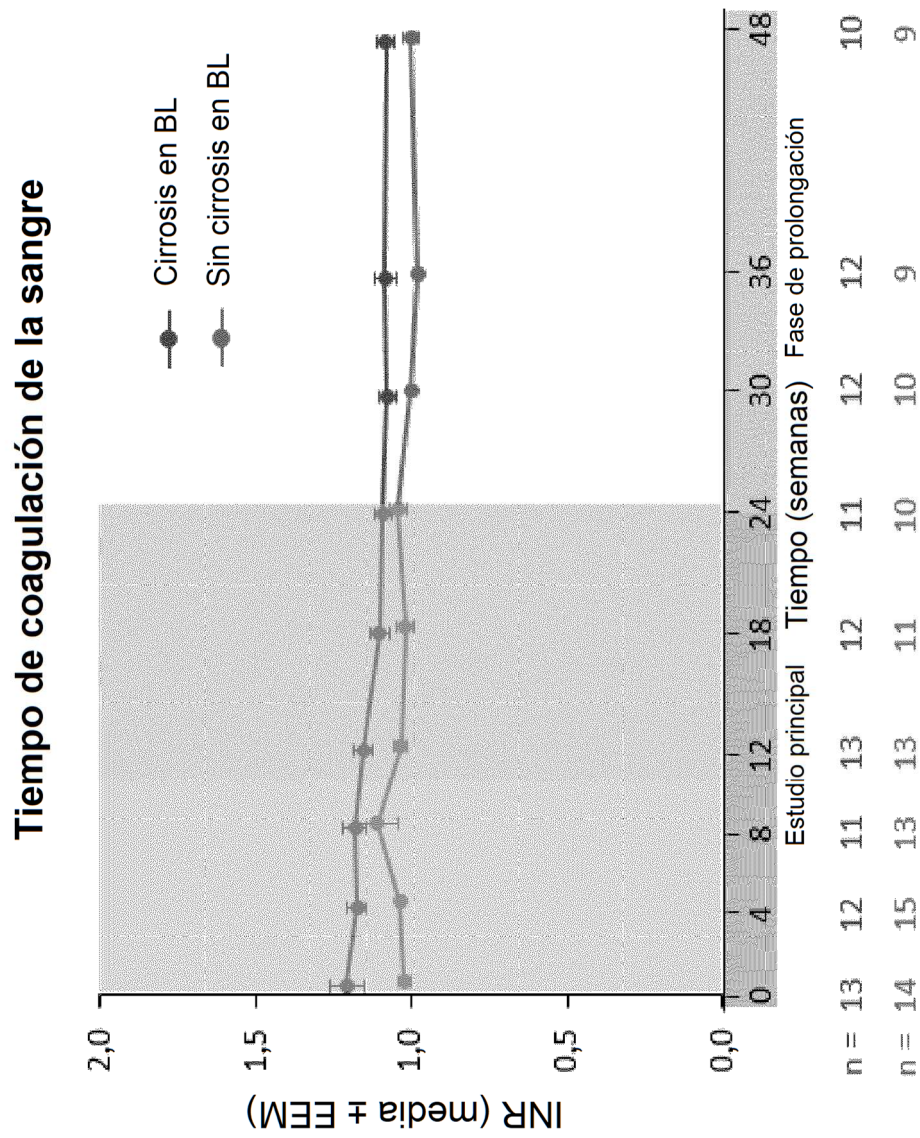 Tiempo de coagulación de la sangre
Cirrosis en BL
Sin cirrosis en BL
INR (media ± EEM)
2,0
1,5
1,0
0,5
0,0
0 4 8 12 18 24 30 36 48
Estudio principal Tiempo (semanas) Fase de prolongación
n = 13 12 11 13 12 11 12 12 10
n = 14 15 13 13 11 10 10 9 9